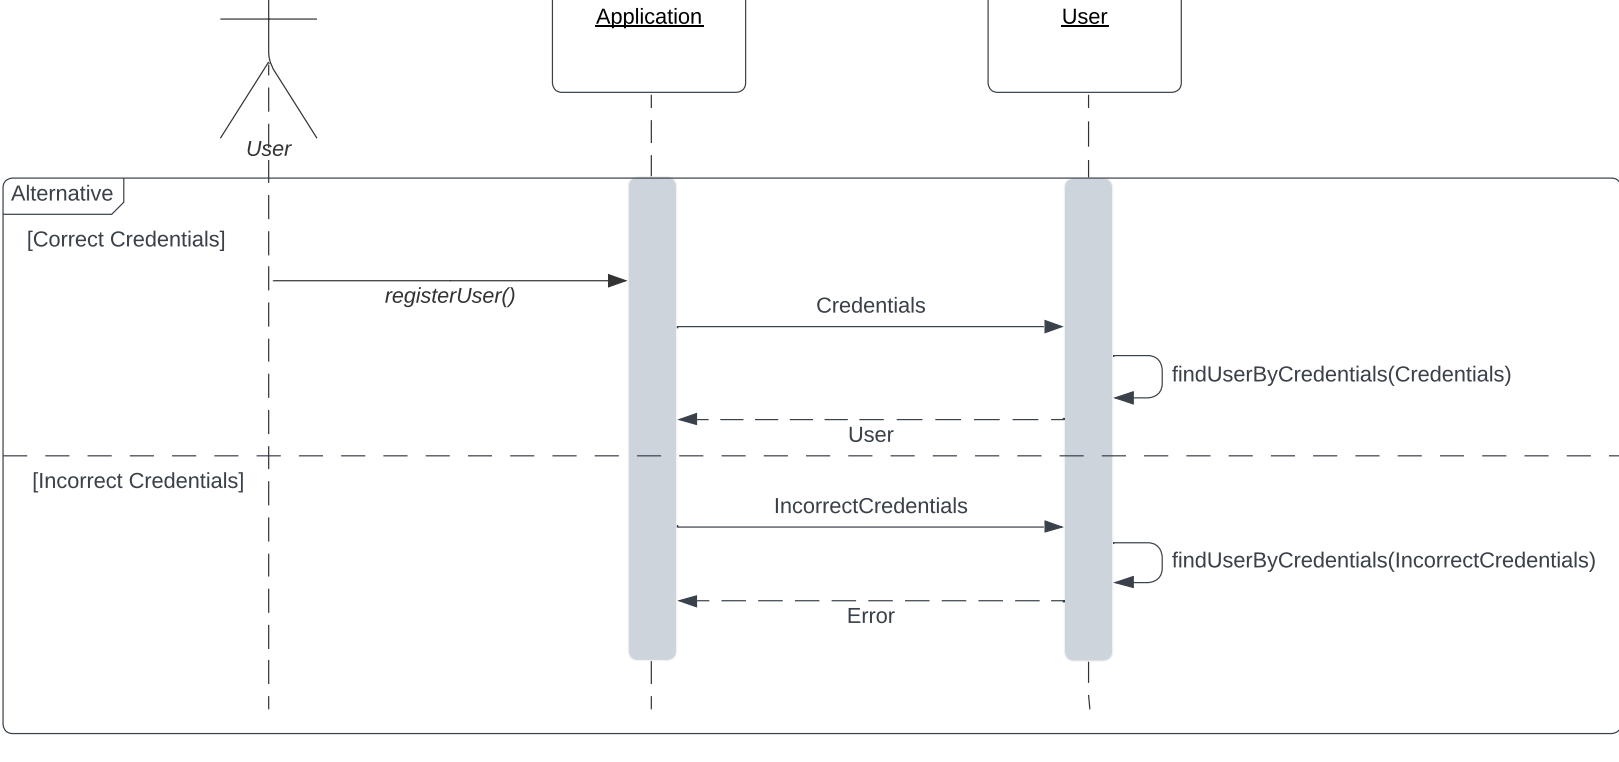 Application
User
User
Alternative
[Correct Credentials]
registerUser()
Credentials
findUserByCredentials(Credentials)
User
[Incorrect Credentials]
IncorrectCredentials
findUserByCredentials(IncorrectCredentials)
Error